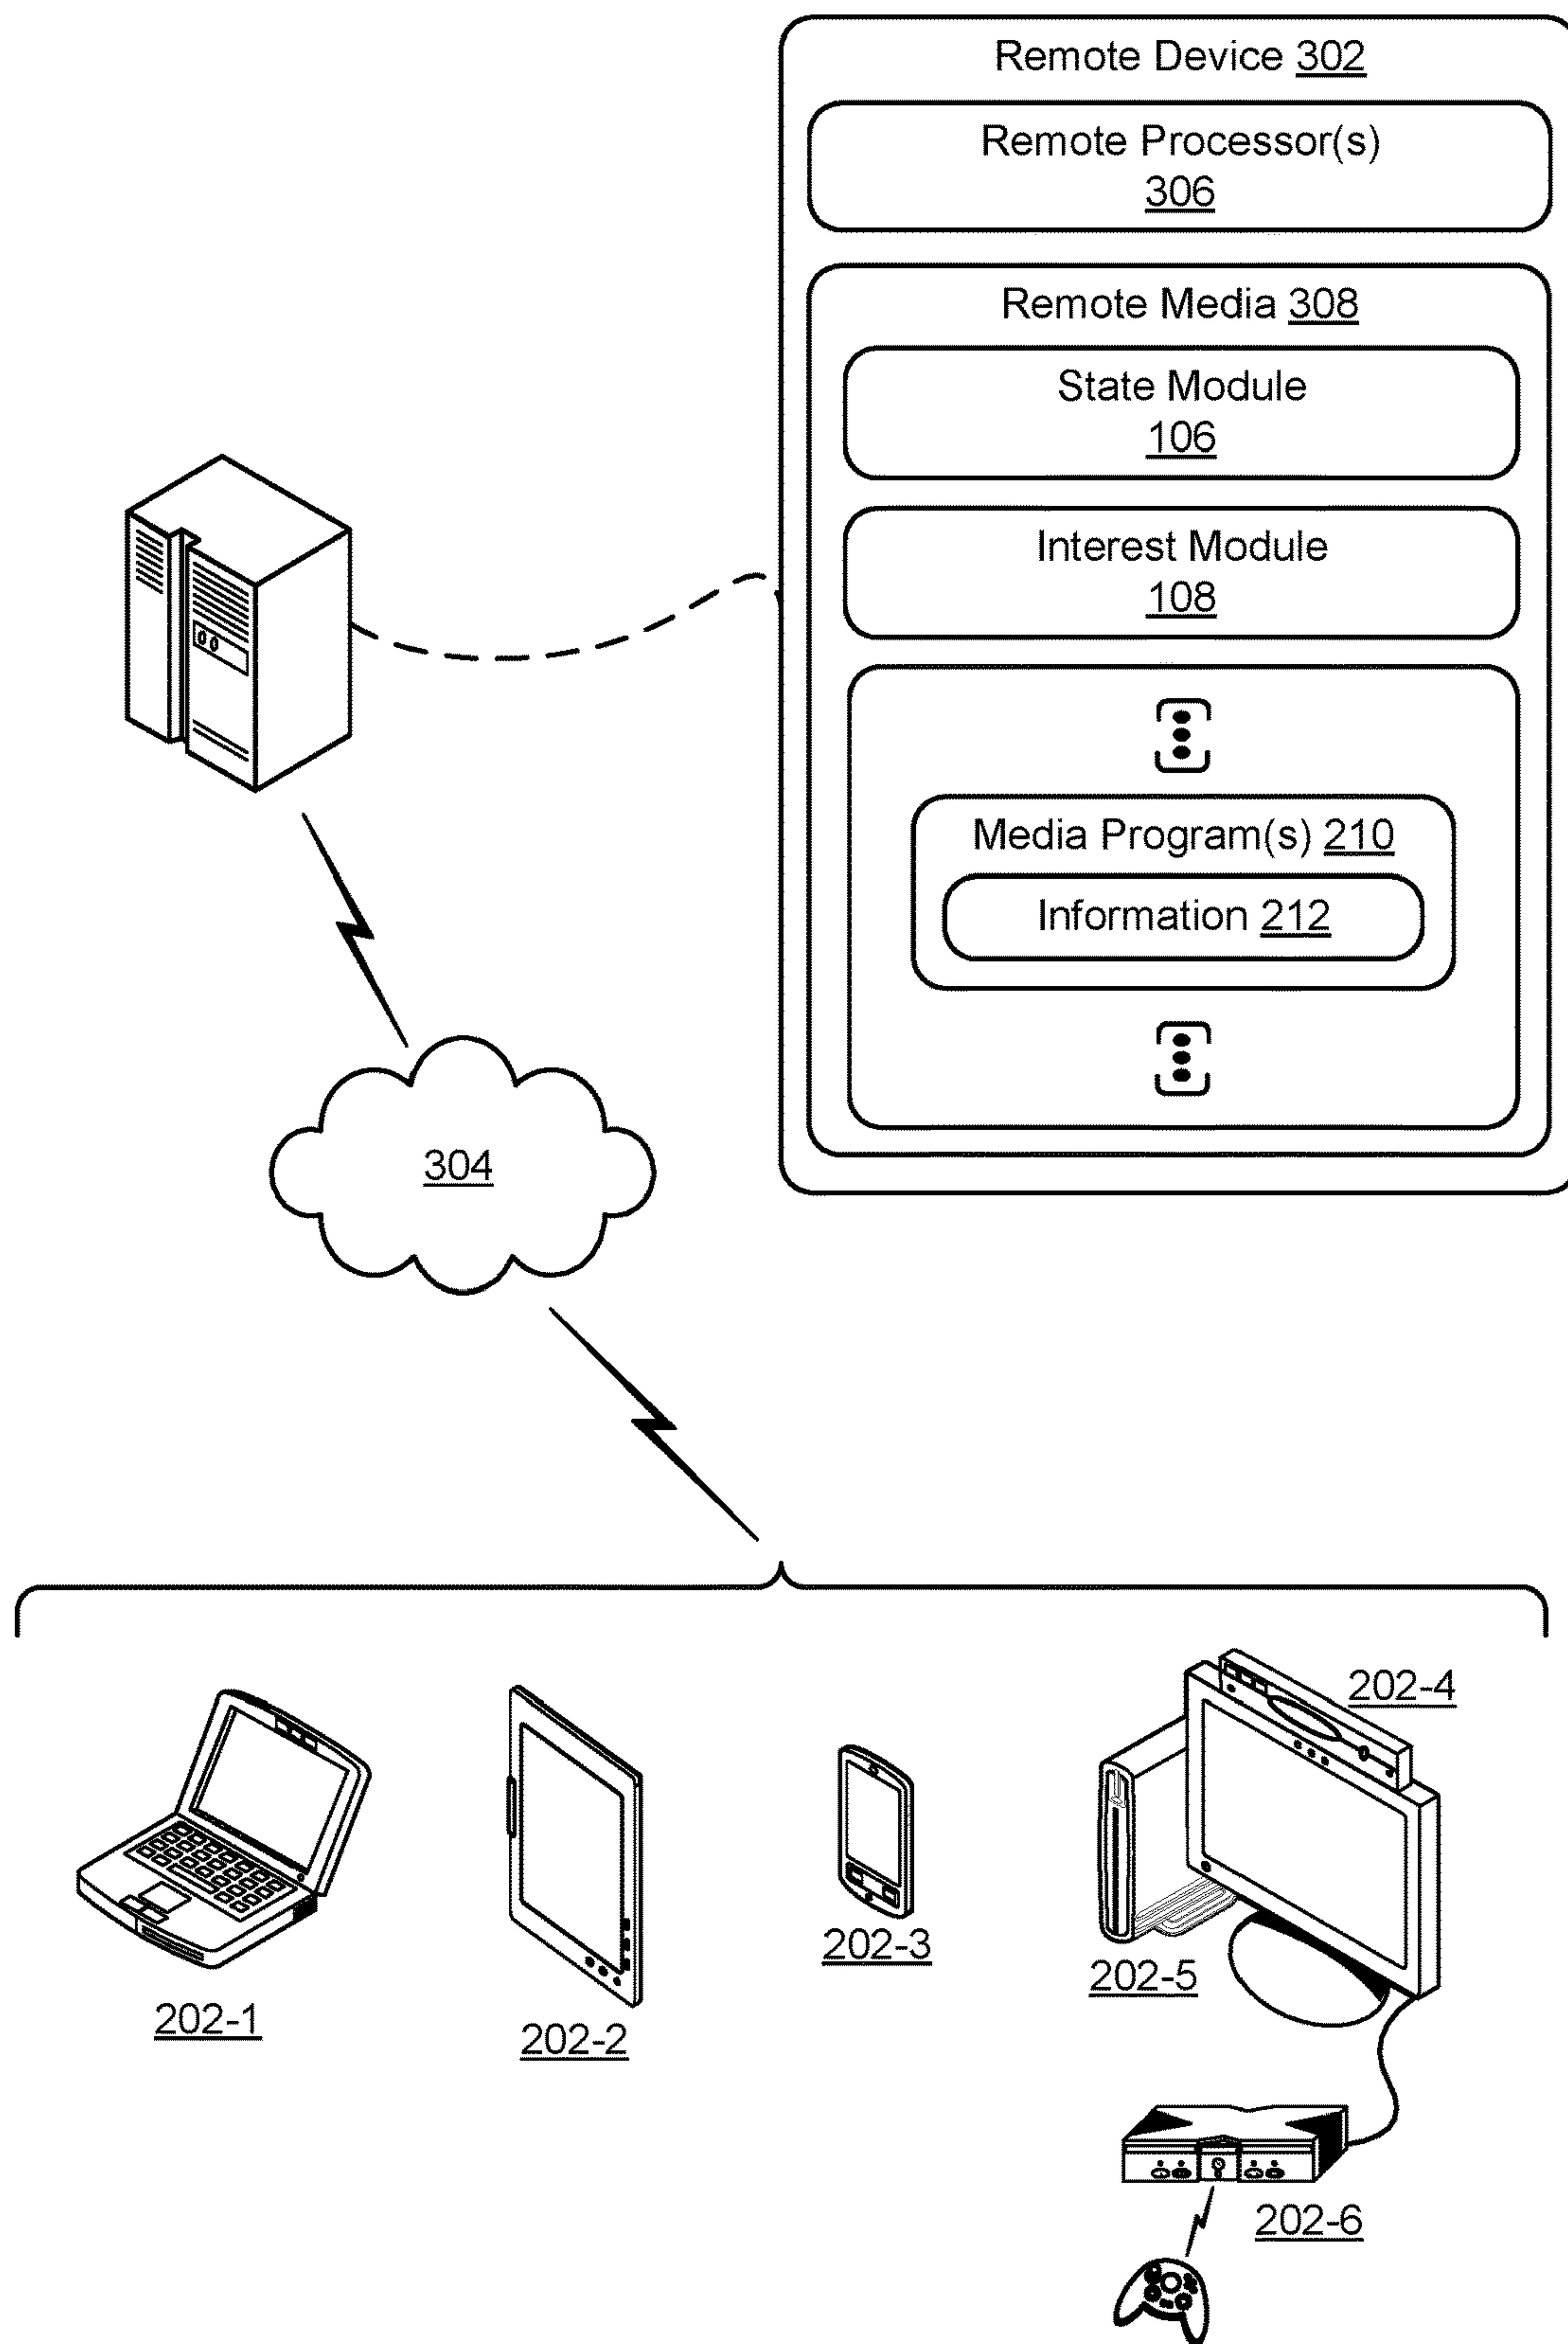 Remote Device 302
Remote Processor(s)
306
Remote Media 308
State Module
106
Interest Module
108
Media Program(s) 210
Information 212
304
202-4
202-3
202-5
202-1
202-2
202-6